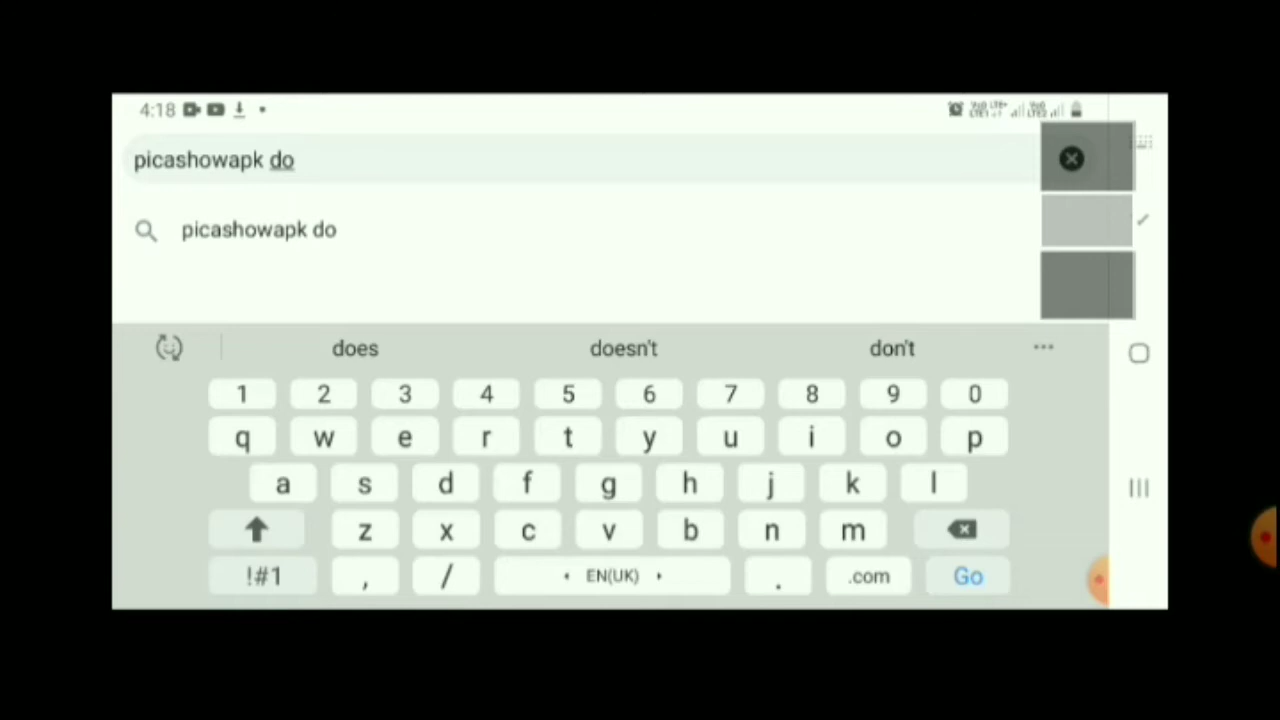 4:18
picashowapk do
picashowapk do
does doesn't don't
1 2 3 4 5 6 7 8 9 0
q w e r t y u i o p
a s d f g h j k l
z x c v b n m
!#1 , / EN(UK) . .com Go